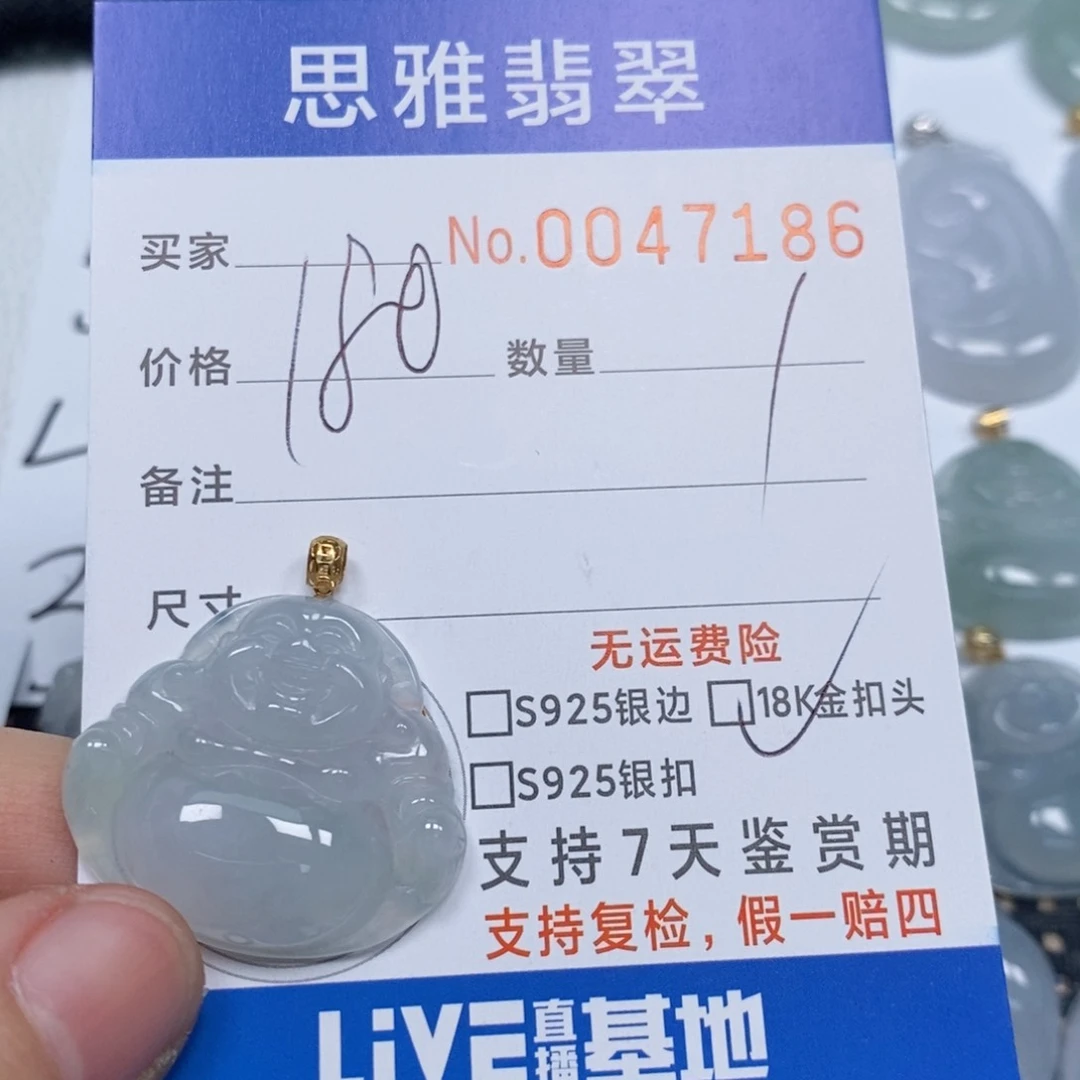 思雅翡翠
买家 No.0047186
价格 180 数量 1
备注
尺寸
无运费险
S925银边 18K金扣头
S925银扣
支持7天鉴赏期
支持复检，假一赔四
LiVE直播基地